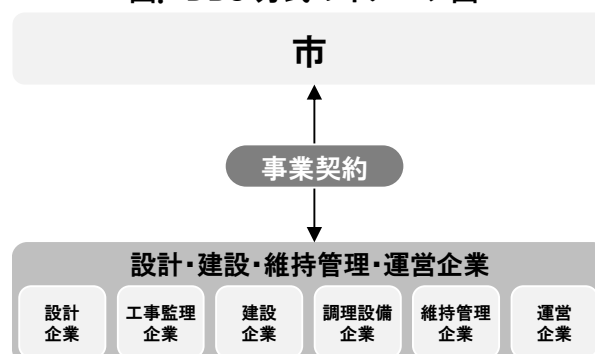 市
事業契約
設計・建設・維持管理・運営企業
設計
企業
工事監理
企業
建設
企業
調理設備
企業
維持管理
企業
運営
企業